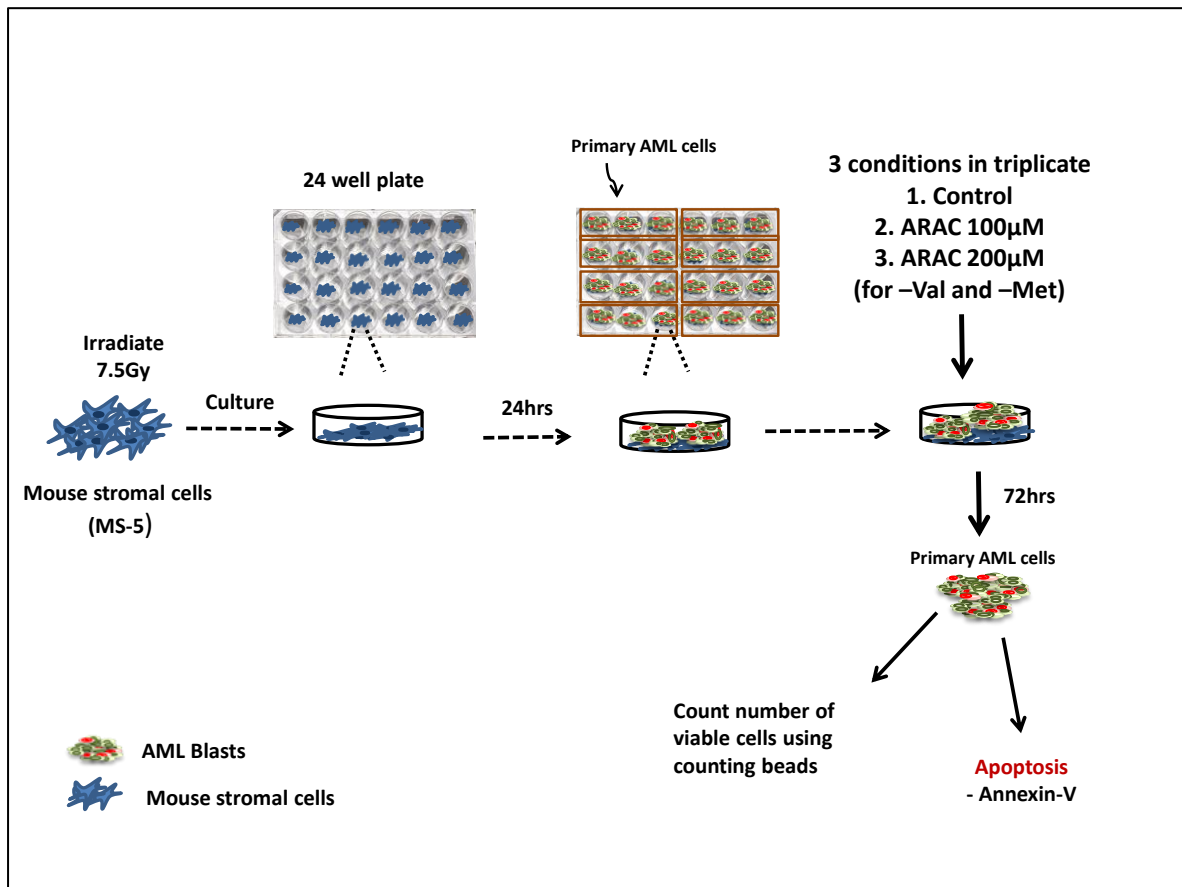 Primary AML cells
3 conditions in triplicate
1. Control
2. ARAC 100µM
3. ARAC 200µM
(for –Val and –Met)
24 well plate
Irradiate
7.5Gy
Culture
24hrs
Mouse stromal cells
(MS-5)
72hrs
Primary AML cells
Count number of
viable cells using
counting beads
Apoptosis
- Annexin-V
AML Blasts
Mouse stromal cells